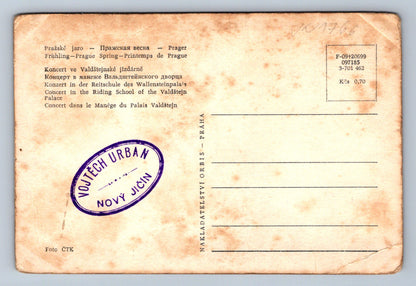 Pražské jaro — Пражская весна — Prager
Frühling—Prague Spring—Printemps de Prague
Koncert ve Valdštejnské jízdárně
Концерт в манеже Вальдштейнского дворца
Konzert in der Reitschule des Wallensteinpalais
Concert in the Riding School of the Valdštejn
Palace
Concert dans le Manège du Palais Valdštejn
VOJTĚCH URBAN
NOVÝ JIČÍN
Foto ČTK
NAKLADATELSTVÍ ORBIS - PRAHA
F-09*20699
097185
3-701 462
Kčs 0,70